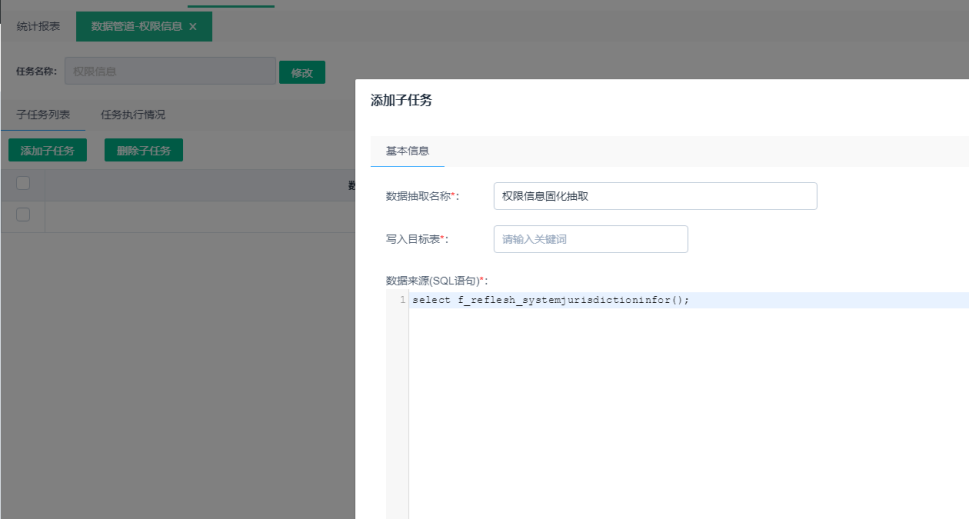 统计报表
数据管道-权限信息 X
任务名称:
权限信息
修改
子任务列表
任务执行情况
添加子任务
删除子任务
数
添加子任务
基本信息
数据抽取名称*:
权限信息固化抽取
写入目标表*:
请输入关键词
数据来源(SQL语句)*:
1 select f_reflesh_systemjurisdictioninfor();